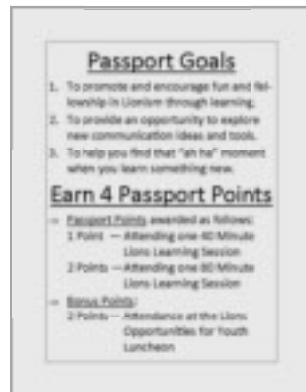 Passport Goals
1. To promote and encourage fun and fel-
lowship in Lionism through learning.
2. To provide an opportunity to explore
new communication ideas and tools.
3. To help you find that "ah ha" moment
when you learn something new.
Earn 4 Passport Points
Passport Points awarded as follows:
1 Point — Attending one 40 Minute
Lions Learning Session
2 Points — Attending one 80 Minute
Lions Learning Session
Bonus Points:
2 Points — Attendance at the Lions
Opportunities for Youth
Luncheon